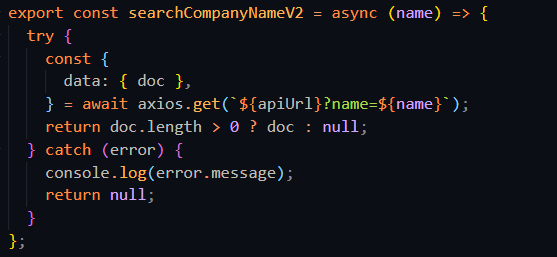 export const searchCompanyNameV2 = async (name) => {
  try {
    const {
      data: { doc },
    } = await axios.get(`${apiUrl}?name=${name}`);
    return doc.length > 0 ? doc : null;
  } catch (error) {
    console.log(error.message);
    return null;
  }
};